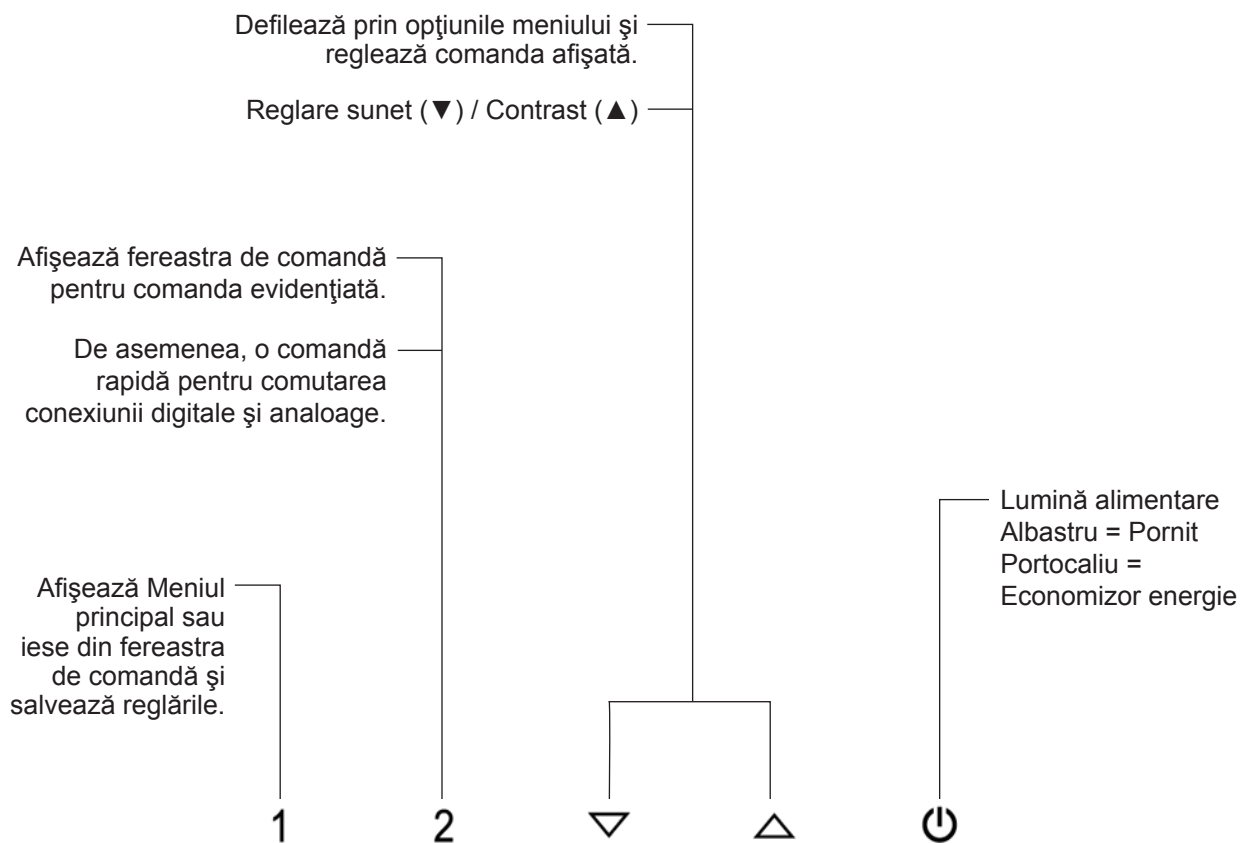 Defilează prin opţiunile meniului şi
reglează comanda afişată.
Reglare sunet (▼) / Contrast (▲)
Afişează fereastra de comandă
pentru comanda evidenţiată.
De asemenea, o comandă
rapidă pentru comutarea
conexiunii digitale şi analoage.
Lumină alimentare
Albastru = Pornit
Portocaliu =
Economizor energie
Afişează Meniul
principal sau
iese din fereastra
de comandă şi
salvează reglările.
1 2 ▽ △ ⏻